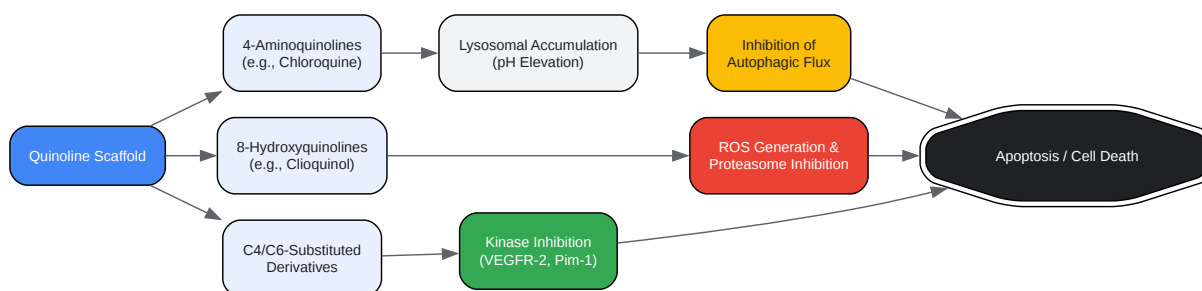 Quinoline Scaffold
4-Aminoquinolines
(e.g., Chloroquine)
Lysosomal Accumulation
(pH Elevation)
Inhibition of
Autophagic Flux
8-Hydroxyquinolines
(e.g., Clioquinol)
ROS Generation &
Proteasome Inhibition
C4/C6-Substituted
Derivatives
Kinase Inhibition
(VEGFR-2, Pim-1)
Apoptosis / Cell Death